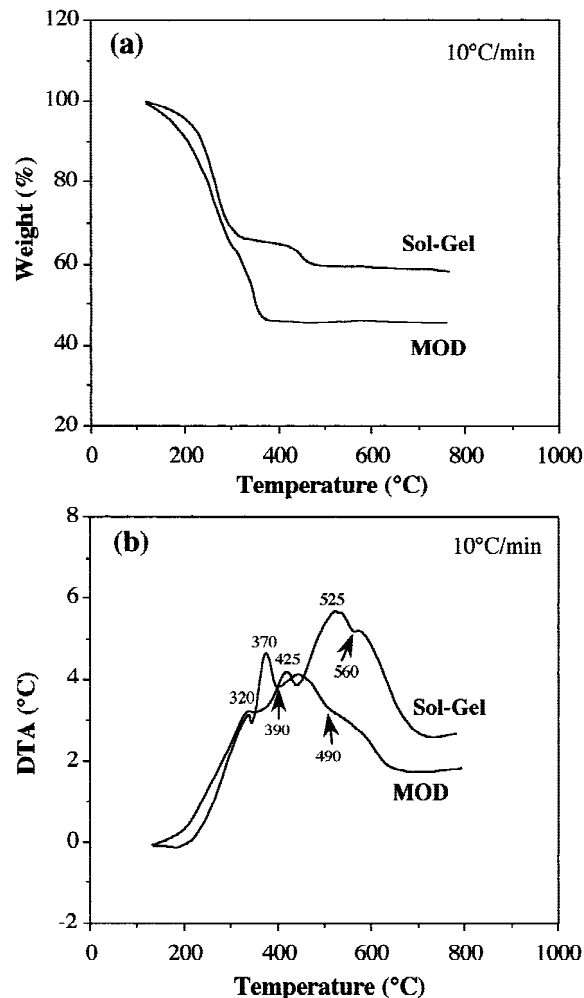 120
(a)
10°C/min
100
80
Weight (%)
Sol-Gel
60
MOD
40
20
0 200 400 600 800 1000
Temperature (°C)
8
(b)
10°C/min
6
525
370
425
4
560
320
390
Sol-Gel
DTA (°C)
490
2
MOD
0
-2
0 200 400 600 800 1000
Temperature (°C)